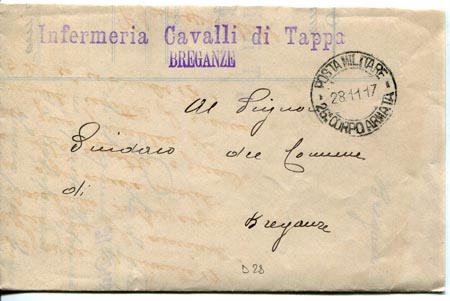 Infermeria Cavalli di Tappa
BREGANZE
POSTA MILITARE
28.11.17
26° CORPO ARMATA
Al Signor
Sindaco del Comune
di
Breganze
D 28